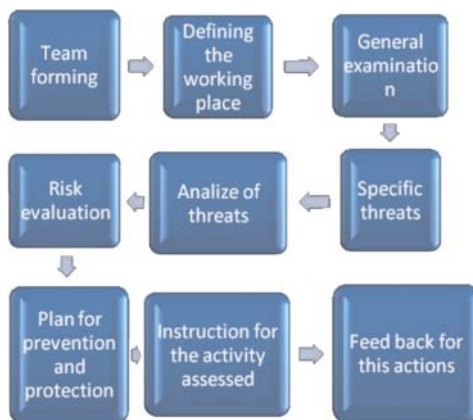 Team
forming
Defining
the
working
place
General
examinatio
n
Specific
threats
Analize of
threats
Risk
evaluation
Plan for
prevention
and
protection
Instruction for
the activity
assessed
Feed back for
this actions